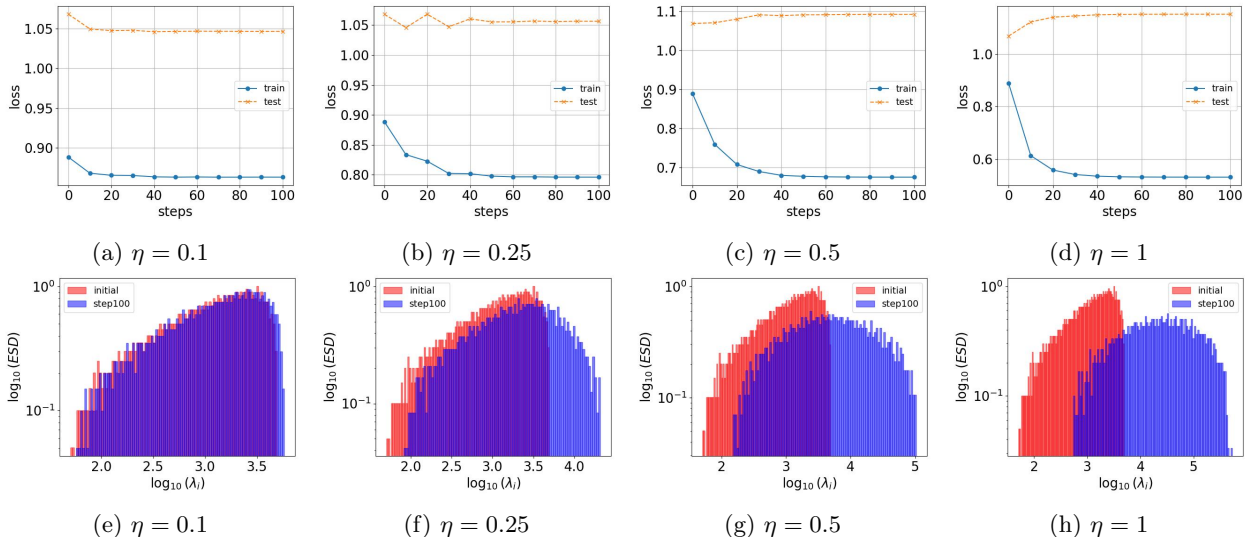 1.05
1.00
0.95
0.90
loss
train
test
0 20 40 60 80 100
steps
(a) η = 0.1
1.05
1.00
0.95
0.90
0.85
0.80
loss
train
test
0 20 40 60 80 100
steps
(b) η = 0.25
1.1
1.0
0.9
0.8
0.7
loss
train
test
0 20 40 60 80 100
steps
(c) η = 0.5
1.0
0.8
0.6
loss
train
test
0 20 40 60 80 100
steps
(d) η = 1
10⁰
10⁻¹
log₁₀(ESD)
initial
step100
2.0 2.5 3.0 3.5
log₁₀(λᵢ)
(e) η = 0.1
10⁰
10⁻¹
log₁₀(ESD)
initial
step100
2.0 2.5 3.0 3.5 4.0
log₁₀(λᵢ)
(f) η = 0.25
10⁰
10⁻¹
log₁₀(ESD)
initial
step100
2 3 4 5
log₁₀(λᵢ)
(g) η = 0.5
10⁰
10⁻¹
log₁₀(ESD)
initial
step100
2 3 4 5
log₁₀(λᵢ)
(h) η = 1